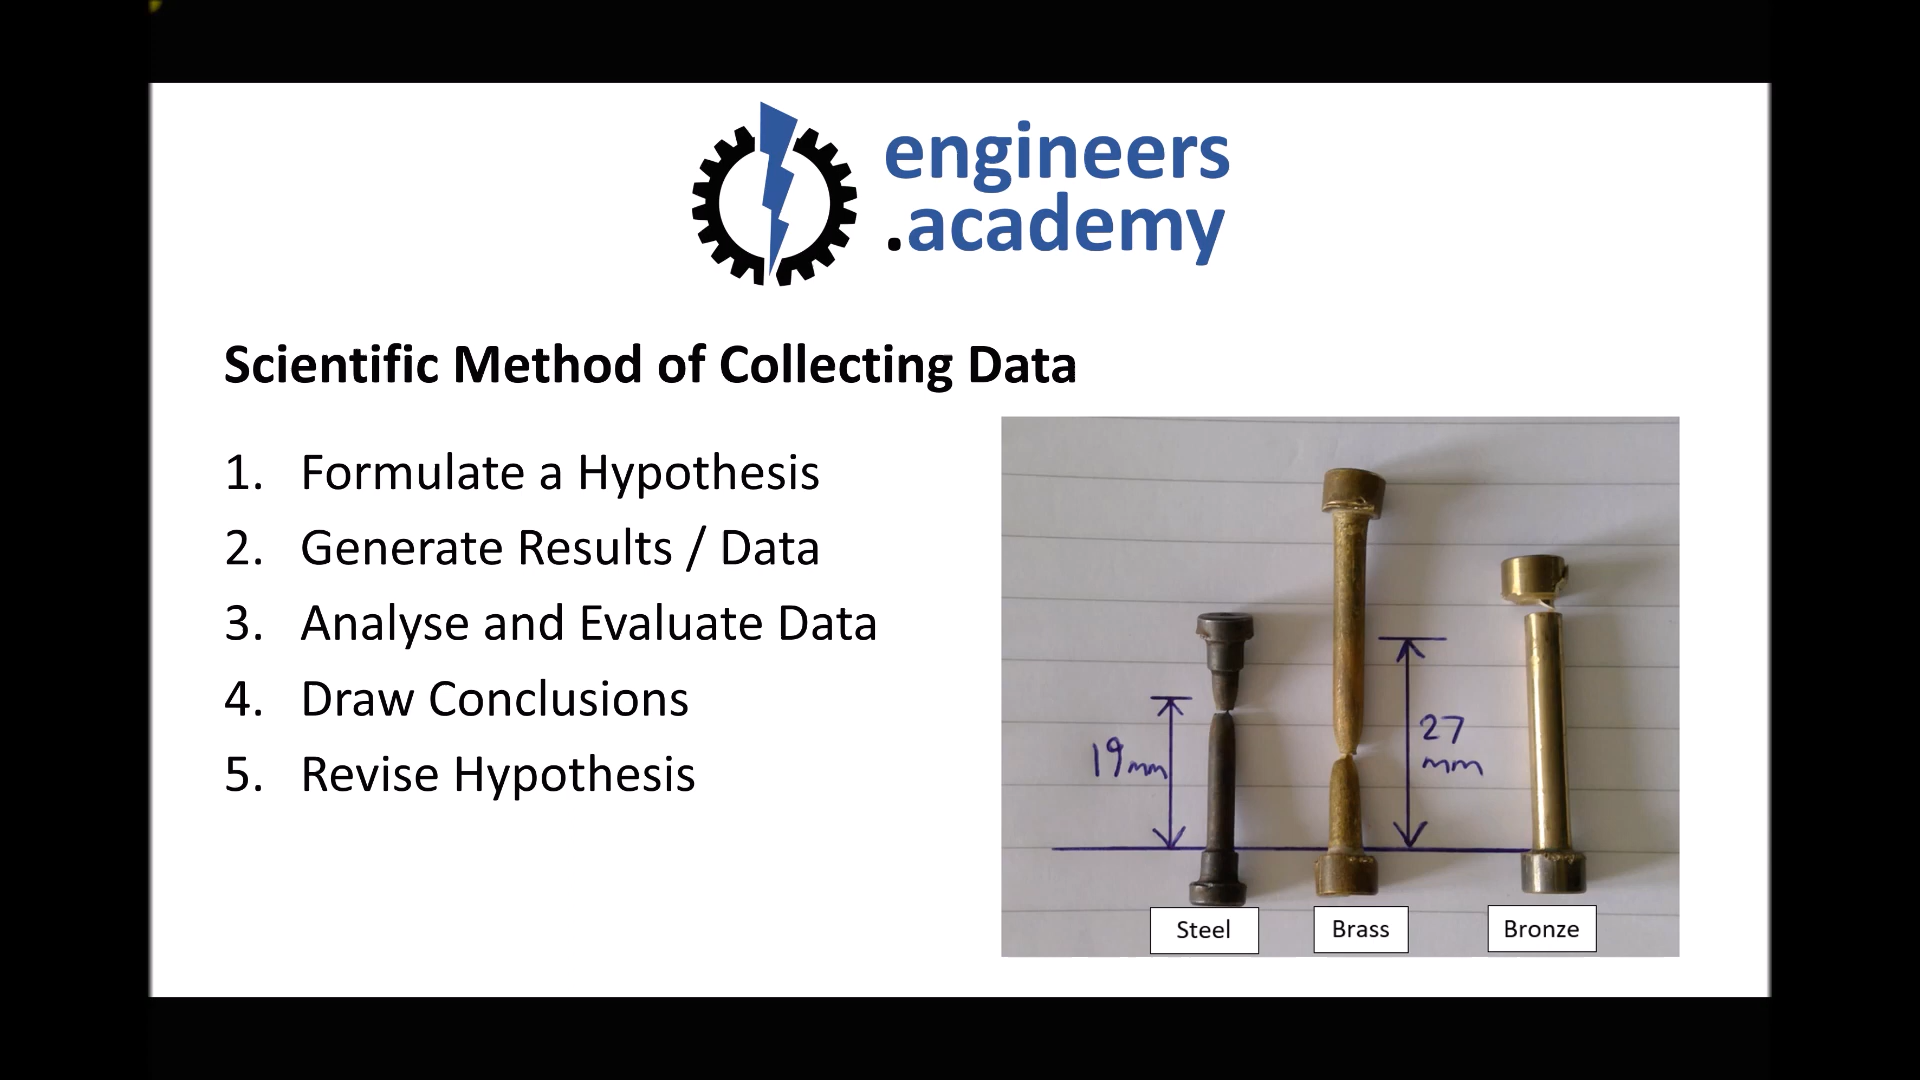 engineers
.academy
Scientific Method of Collecting Data
1. Formulate a Hypothesis
2. Generate Results / Data
3. Analyse and Evaluate Data
4. Draw Conclusions
5. Revise Hypothesis
19mm
27
mm
Steel
Brass
Bronze